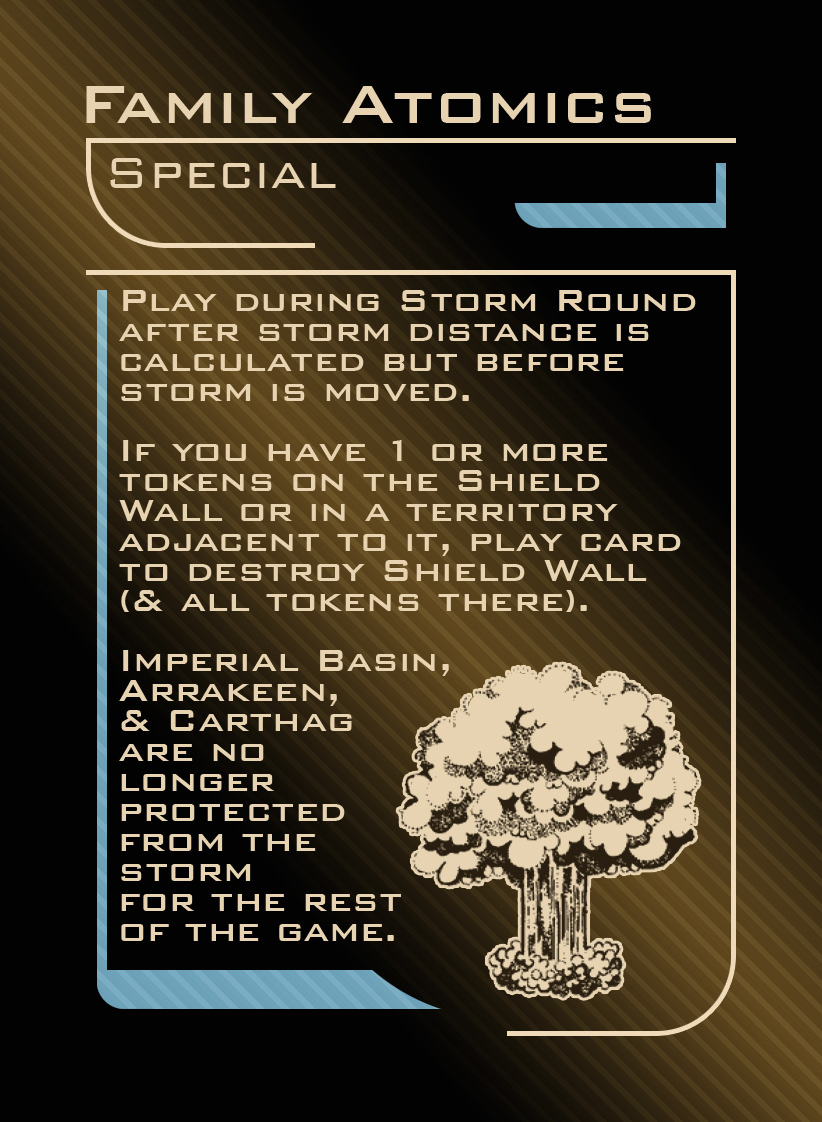 Family Atomics
Special
Play during Storm Round
after storm distance is
calculated but before
storm is moved.
If you have 1 or more
tokens on the Shield
Wall or in a territory
adjacent to it, play card
to destroy Shield Wall
(& all tokens there).
Imperial Basin,
Arrakeen,
& Carthag
are no
longer
protected
from the
storm
for the rest
of the game.